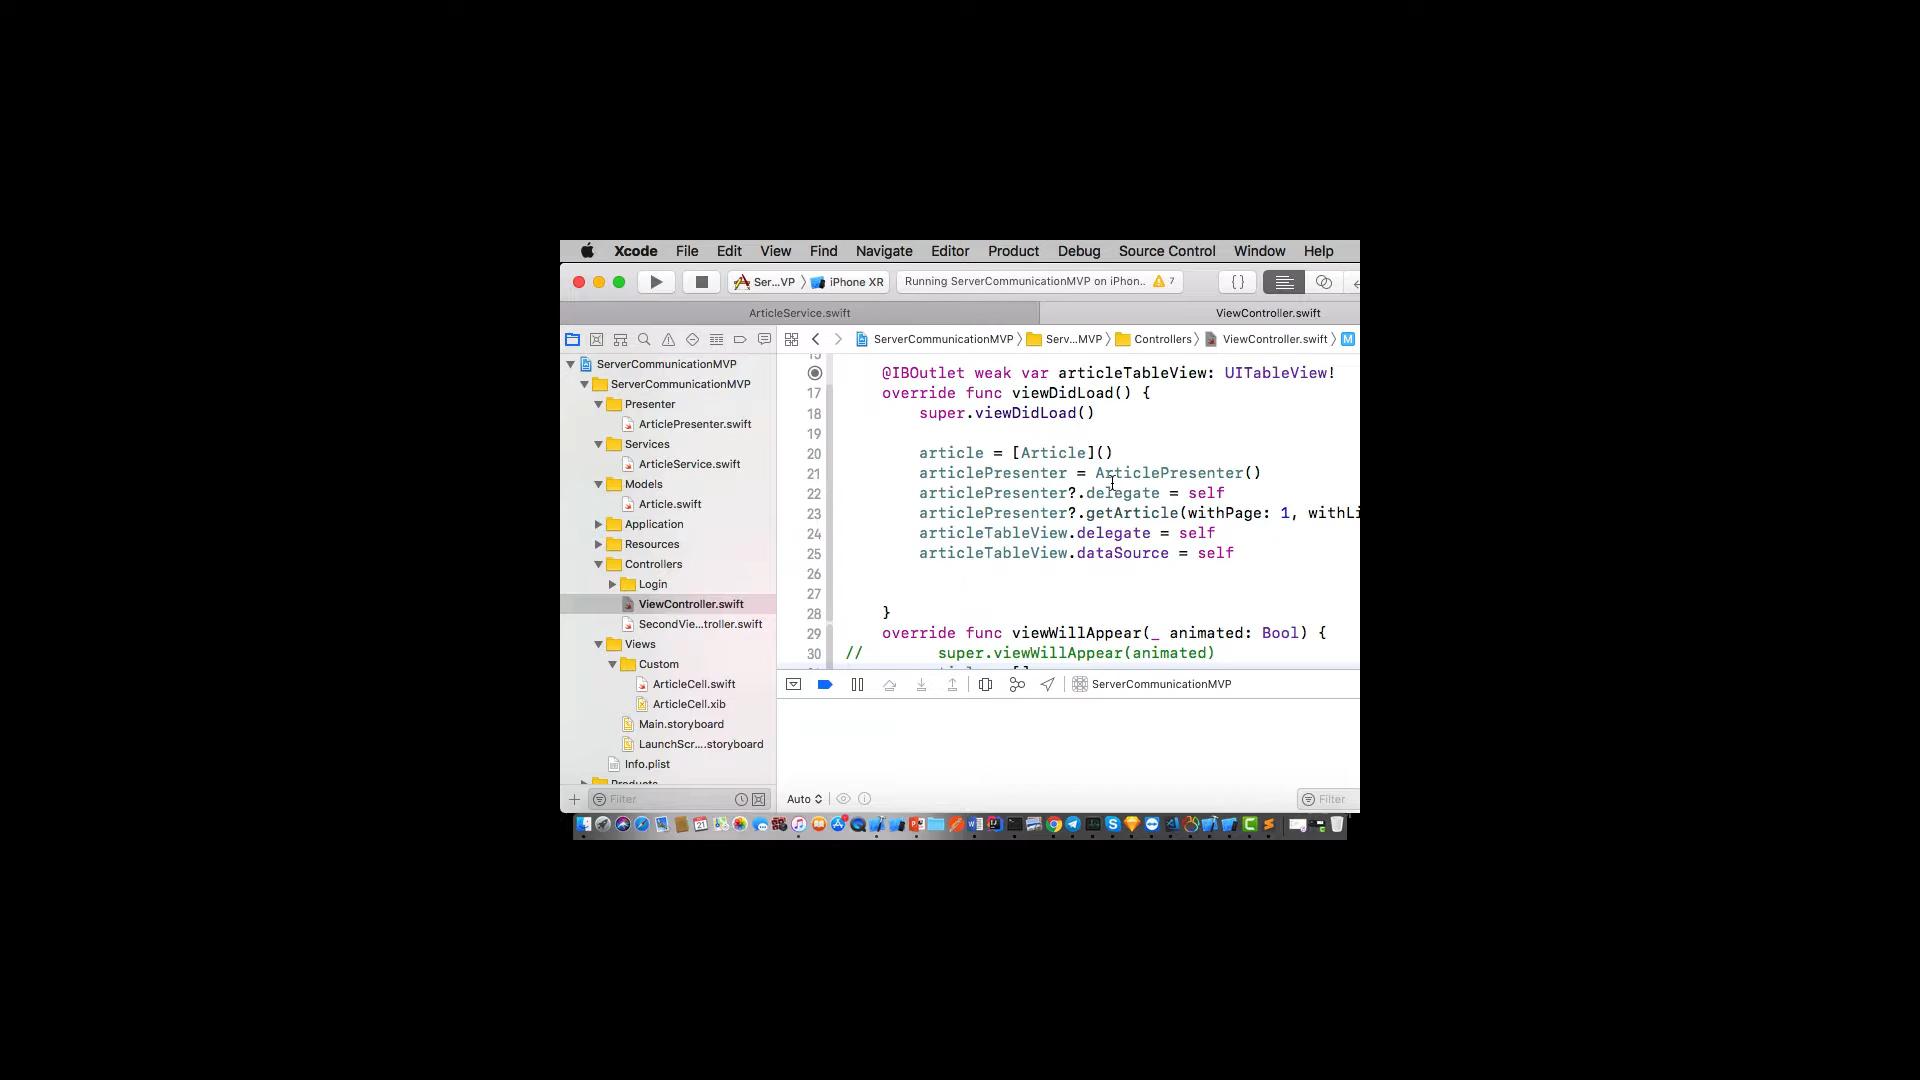 Xcode File Edit View Find Navigate Editor Product Debug Source Control Window Help
Ser...VP iPhone XR Running ServerCommunicationMVP on iPhon.. 7 { }
ArticleService.swift ViewController.swift
ServerCommunicationMVP Serv...MVP Controllers ViewController.swift M
ServerCommunicationMVP
ServerCommunicationMVP
Presenter
ArticlePresenter.swift
Services
ArticleService.swift
Models
Article.swift
Application
Resources
Controllers
Login
ViewController.swift
SecondVie...troller.swift
Views
Custom
ArticleCell.swift
ArticleCell.xib
Main.storyboard
LaunchScr....storyboard
Info.plist
Products
Filter
15
@IBOutlet weak var articleTableView: UITableView!
17 override func viewDidLoad() {
18 super.viewDidLoad()
19
20 article = [Article]()
21 articlePresenter = ArticlePresenter()
22 articlePresenter?.delegate = self
23 articlePresenter?.getArticle(withPage: 1, withLi
24 articleTableView.delegate = self
25 articleTableView.dataSource = self
26
27
28 }
29 override func viewWillAppear(_ animated: Bool) {
30 // super.viewWillAppear(animated)
ServerCommunicationMVP
Auto Filter
21